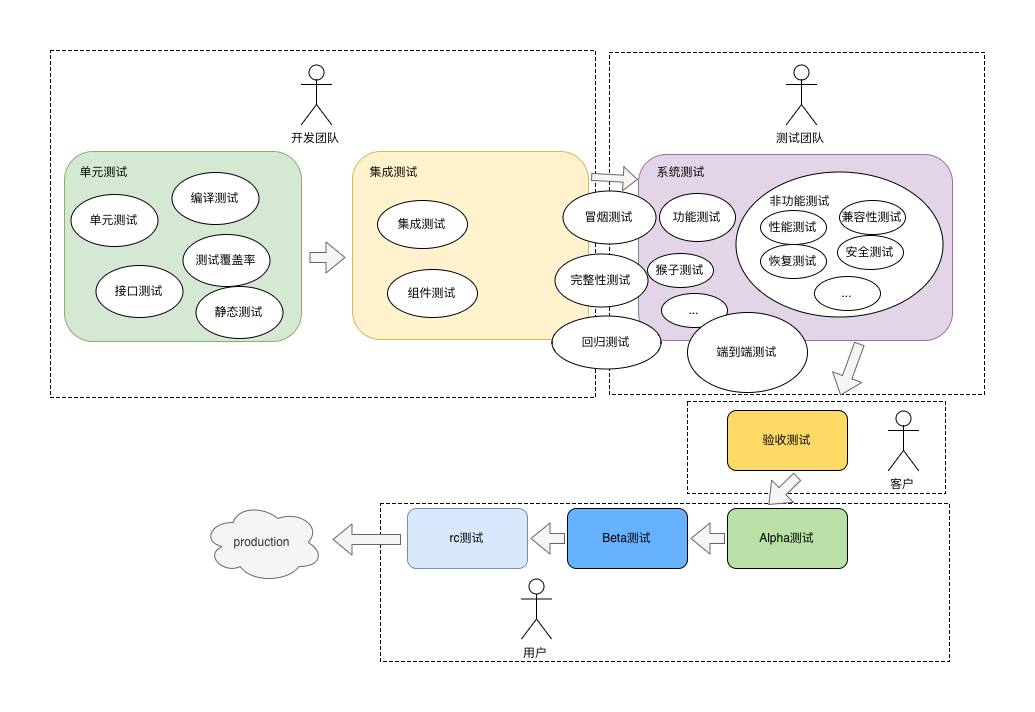 开发团队
测试团队
单元测试
单元测试
编译测试
测试覆盖率
接口测试
静态测试
集成测试
集成测试
组件测试
冒烟测试
完整性测试
回归测试
系统测试
功能测试
猴子测试
...
端到端测试
非功能测试
性能测试
兼容性测试
恢复测试
安全测试
...
验收测试
客户
production
rc测试
Beta测试
Alpha测试
用户